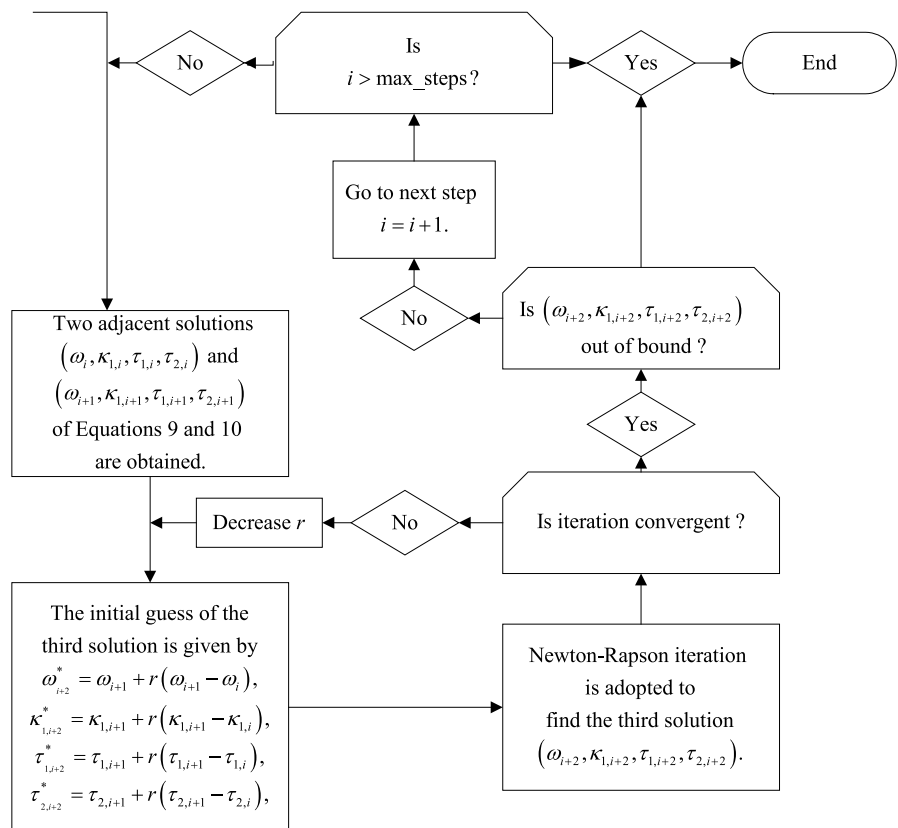 No
Is
i > max_steps?
Yes
End
Go to next step
i = i+1.
No
Is (ω_{i+2}, κ_{1,i+2}, τ_{1,i+2}, τ_{2,i+2})
out of bound ?
Two adjacent solutions
(ω_i, κ_{1,i}, τ_{1,i}, τ_{2,i}) and
(ω_{i+1}, κ_{1,i+1}, τ_{1,i+1}, τ_{2,i+1})
of Equations 9 and 10
are obtained.
Yes
Decrease r
No
Is iteration convergent ?
The initial guess of the
third solution is given by
ω*_{i+2} = ω_{i+1} + r(ω_{i+1} − ω_i),
κ*_{1,i+2} = κ_{1,i+1} + r(κ_{1,i+1} − κ_{1,i}),
τ*_{1,i+2} = τ_{1,i+1} + r(τ_{1,i+1} − τ_{1,i}),
τ*_{2,i+2} = τ_{2,i+1} + r(τ_{2,i+1} − τ_{2,i}),
Newton-Rapson iteration
is adopted to
find the third solution
(ω_{i+2}, κ_{1,i+2}, τ_{1,i+2}, τ_{2,i+2}).